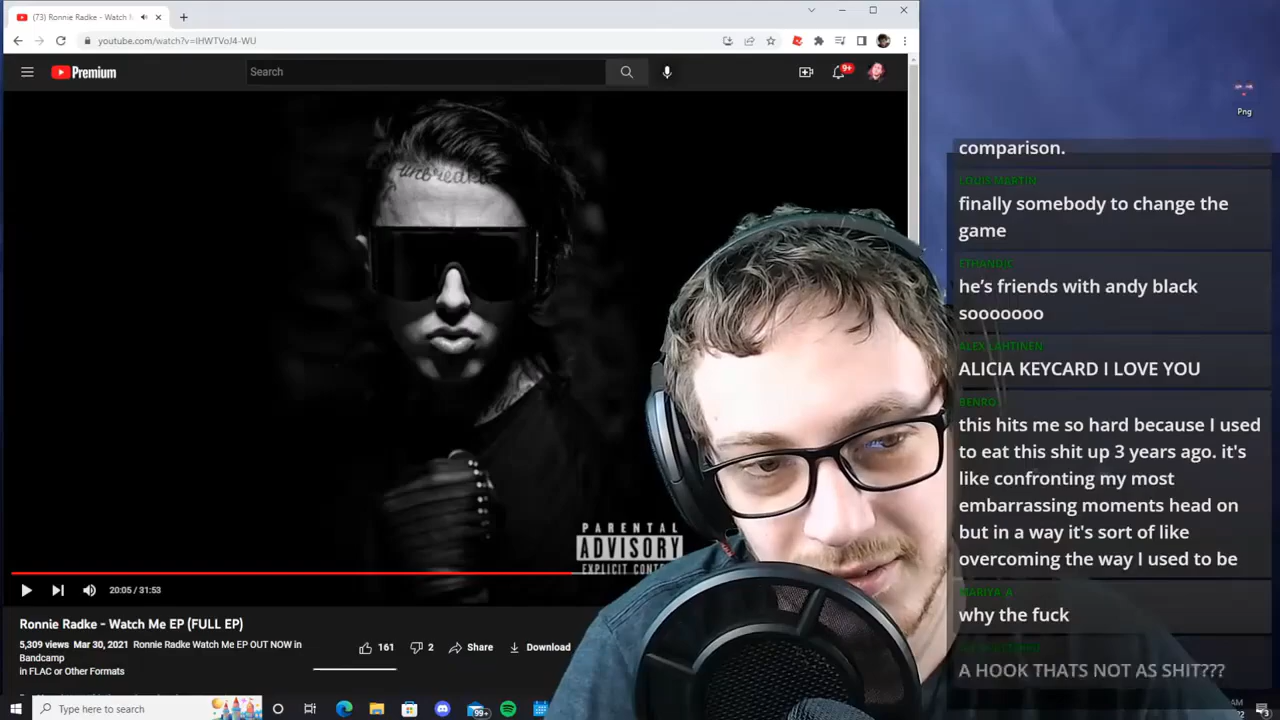 (73) Ronnie Radke - Watch M
youtube.com/watch?v=IHWTVoJ4-WU
Premium
Search
9+
Png
comparison.
LOUIS MARTIN
finally somebody to change the
game
ETHANDIC
he's friends with andy black
sooooooo
ALEX LAHTINEN
ALICIA KEYCARD I LOVE YOU
BENRO
this hits me so hard because I used
to eat this shit up 3 years ago. it's
like confronting my most
embarrassing moments head on
but in a way it's sort of like
overcoming the way I used to be
MARIYA A
why the fuck
A HOOK THATS NOT AS SHIT???
PARENTAL
ADVISORY
EXPLICIT CONT
20:05 / 31:53
Ronnie Radke - Watch Me EP (FULL EP)
5,309 views Mar 30, 2021 Ronnie Radke Watch Me EP OUT NOW in
Bandcamp
in FLAC or Other Formats
161
2
Share
Download
Type here to search
99+
AM
3